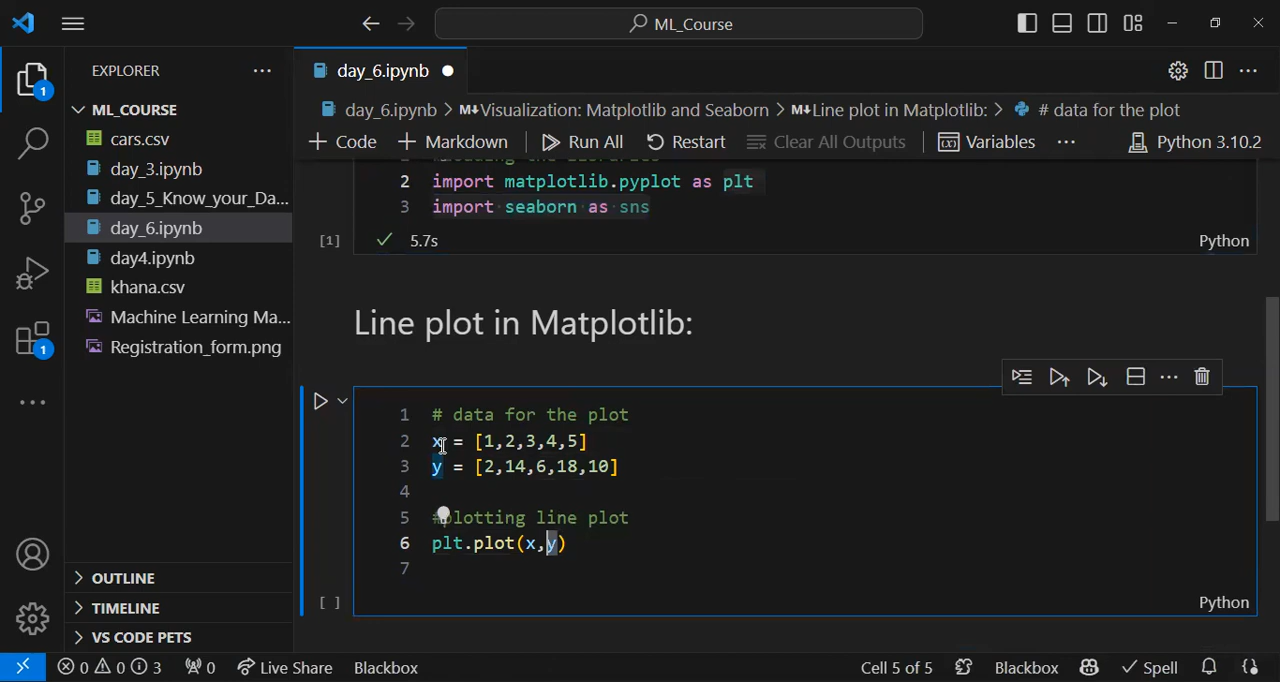 ML_Course
EXPLORER
ML_COURSE
cars.csv
day_3.ipynb
day_5_Know_your_Da...
day_6.ipynb
day4.ipynb
khana.csv
Machine Learning Ma...
Registration_form.png
OUTLINE
TIMELINE
VS CODE PETS
1
1
day_6.ipynb
day_6.ipynb > M↓Visualization: Matplotlib and Seaborn > M↓Line plot in Matplotlib: > # data for the plot
+ Code + Markdown Run All Restart Clear All Outputs Variables ... Python 3.10.2
2 import matplotlib.pyplot as plt
3 import seaborn as sns
[1] 5.7s Python
Line plot in Matplotlib:
1 # data for the plot
2 x = [1,2,3,4,5]
3 y = [2,14,6,18,10]
4
5 #plotting line plot
6 plt.plot(x,y)
7
[ ] Python
0 0 3 0 Live Share Blackbox Cell 5 of 5 Blackbox Spell